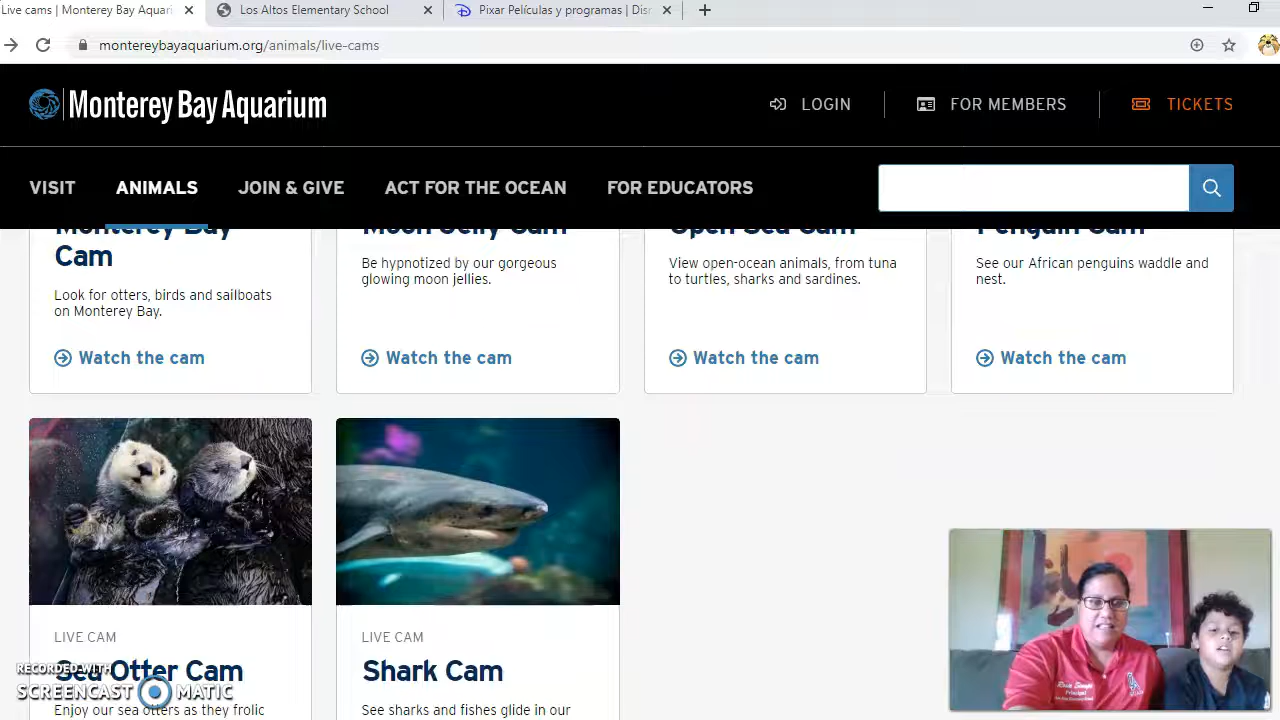 Live cams | Monterey Bay Aquari
Los Altos Elementary School
Pixar Películas y programas | Disn
montereybayaquarium.org/animals/live-cams
Monterey Bay Aquarium
LOGIN
FOR MEMBERS
TICKETS
VISIT
ANIMALS
JOIN & GIVE
ACT FOR THE OCEAN
FOR EDUCATORS
Monterey Bay
Cam
Look for otters, birds and sailboats
on Monterey Bay.
Watch the cam
Moon Jelly Cam
Be hypnotized by our gorgeous
glowing moon jellies.
Watch the cam
Open Sea Cam
View open-ocean animals, from tuna
to turtles, sharks and sardines.
Watch the cam
Penguin Cam
See our African penguins waddle and
nest.
Watch the cam
LIVE CAM
Sea Otter Cam
Enjoy our sea otters as they frolic
LIVE CAM
Shark Cam
See sharks and fishes glide in our
RECORDED WITH
SCREENCAST MATIC
Principal